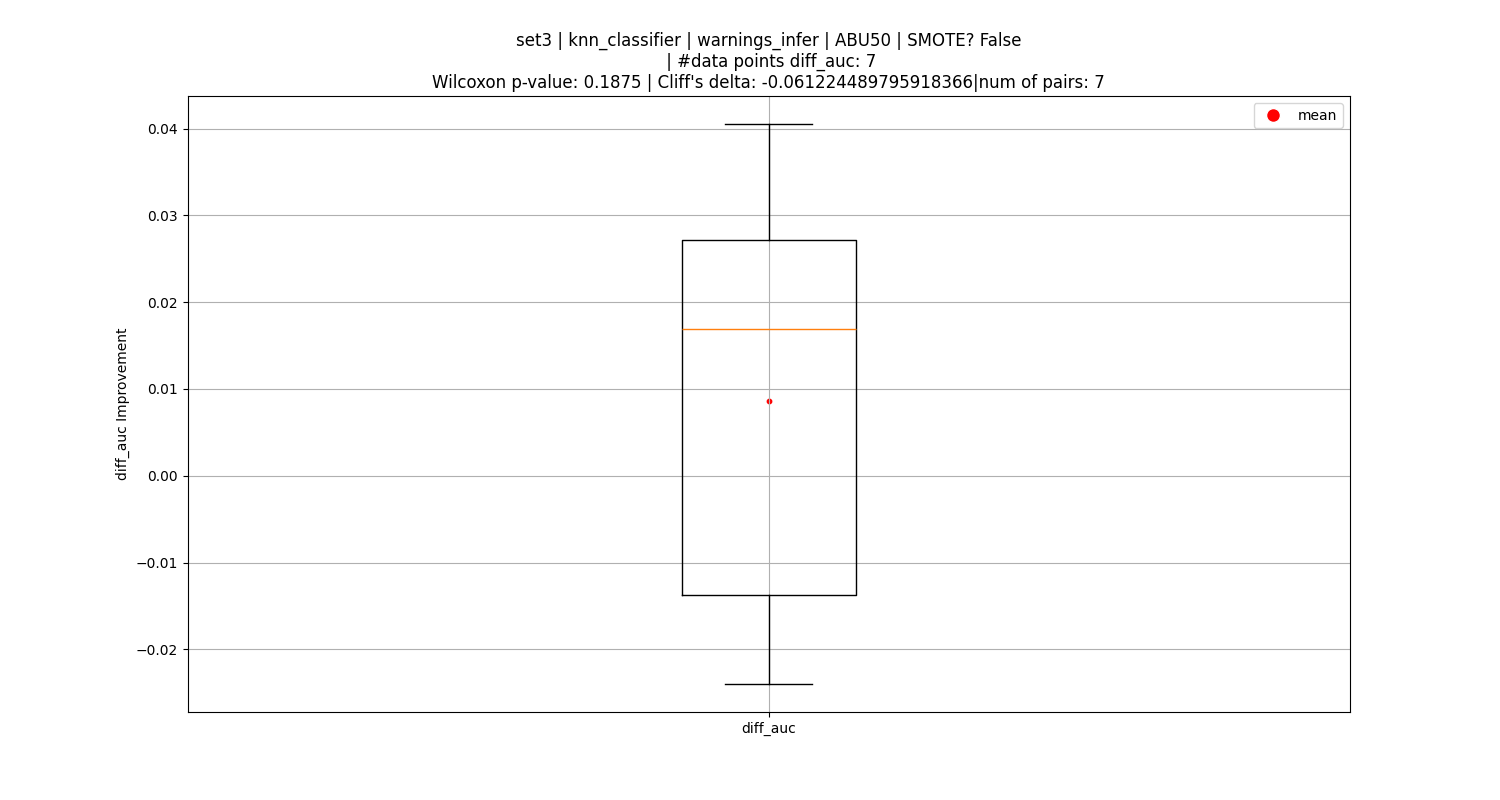 set3 | knn_classifier | warnings_infer | ABU50 | SMOTE? False
| #data points diff_auc: 7
Wilcoxon p-value: 0.1875 | Cliff's delta: -0.061224489795918366|num of pairs: 7
mean
0.04
0.03
0.02
0.01
0.00
−0.01
−0.02
diff_auc Improvement
diff_auc